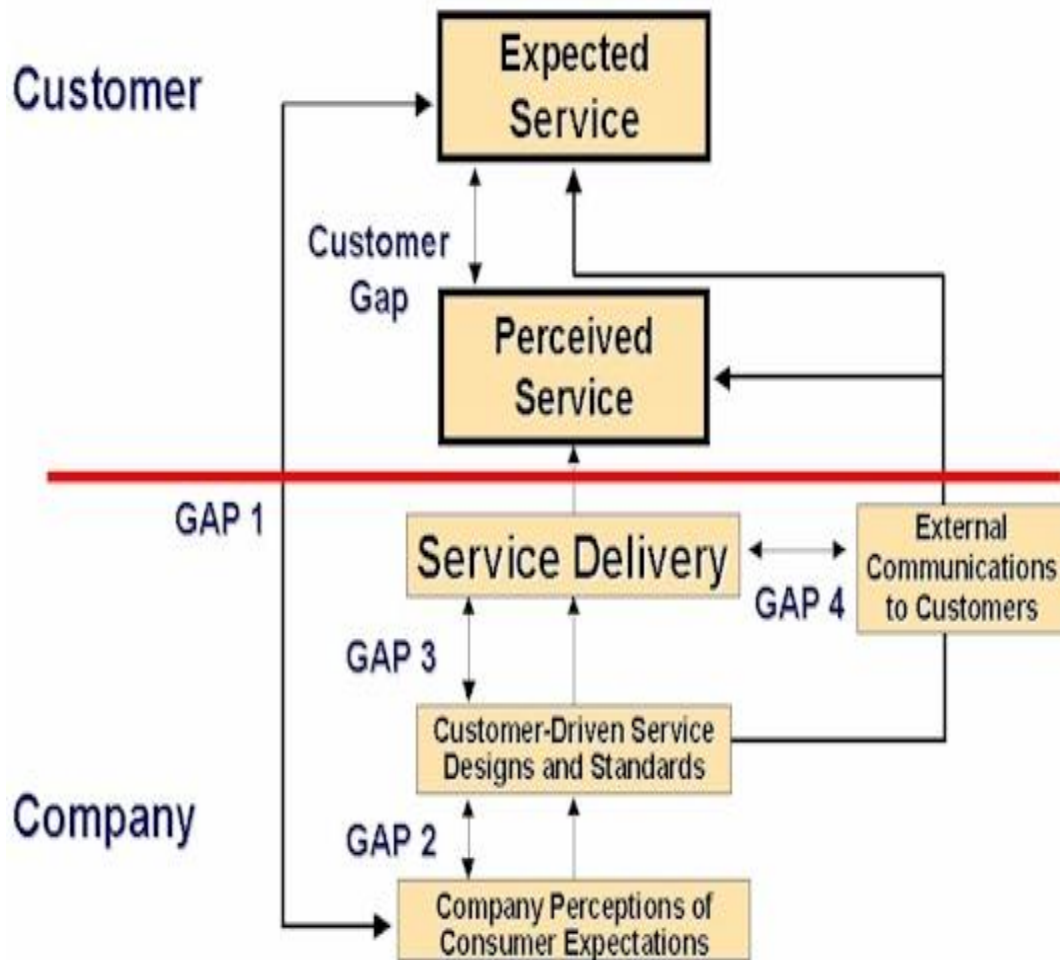 Customer
Expected
Service
Customer
Gap
Perceived
Service
GAP 1
Service Delivery
GAP 4
External
Communications
to Customers
GAP 3
Customer-Driven Service
Designs and Standards
Company
GAP 2
Company Perceptions of
Consumer Expectations